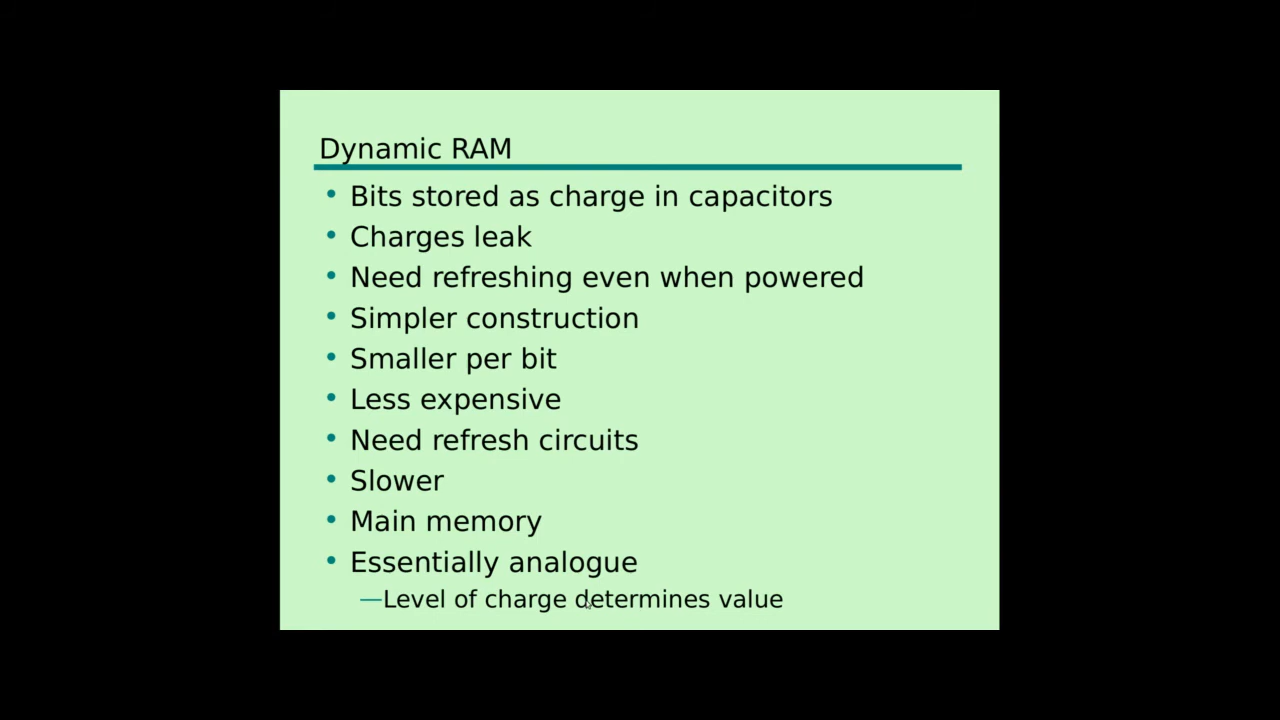 Dynamic RAM
• Bits stored as charge in capacitors
• Charges leak
• Need refreshing even when powered
• Simpler construction
• Smaller per bit
• Less expensive
• Need refresh circuits
• Slower
• Main memory
• Essentially analogue
—Level of charge determines value